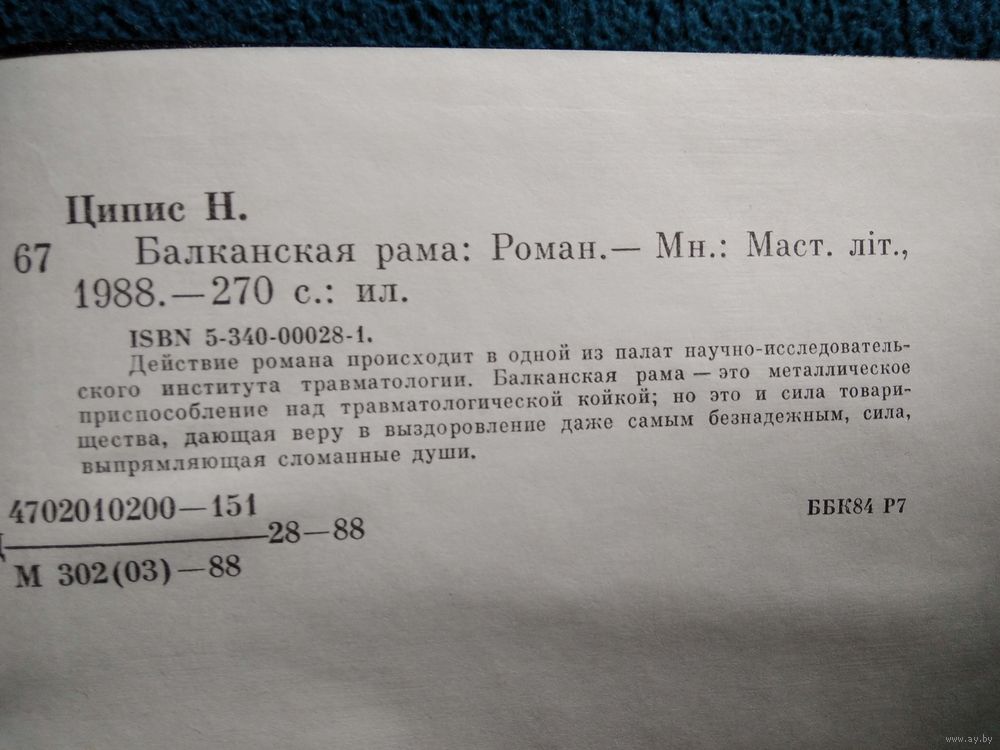 Ципис Н.
67 Балканская рама: Роман.— Мн.: Маст. літ.,
1988.—270 с.: ил.
ISBN 5-340-00028-1.
Действие романа происходит в одной из палат научно-исследователь-
ского института травматологии. Балканская рама — это металлическое
приспособление над травматологической койкой; но это и сила товари-
щества, дающая веру в выздоровление даже самым безнадежным, сила,
выпрямляющая сломанные души.
4702010200—151
28—88
М 302(03)—88
ББК84 Р7
www.ay.by